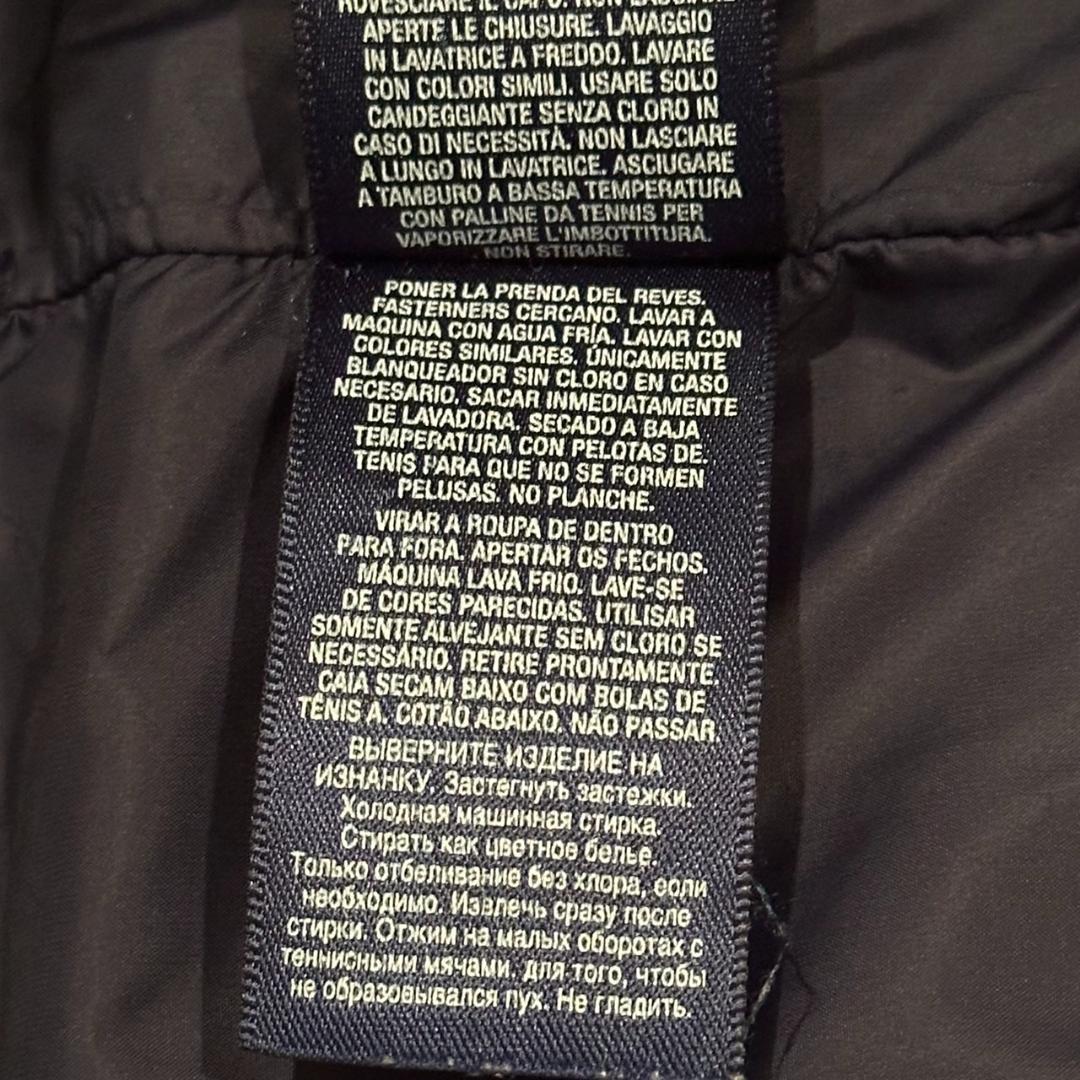 ROVESCIARE IL CAPO. NON LASCIARE
APERTE LE CHIUSURE. LAVAGGIO
IN LAVATRICE A FREDDO. LAVARE
CON COLORI SIMILI. USARE SOLO
CANDEGGIANTE SENZA CLORO IN
CASO DI NECESSITÀ. NON LASCIARE
A LUNGO IN LAVATRICE. ASCIUGARE
A TAMBURO A BASSA TEMPERATURA
CON PALLINE DA TENNIS PER
VAPORIZZARE L'IMBOTTITURA.
NON STIRARE.
PONER LA PRENDA DEL REVES.
FASTERNERS CERCANO. LAVAR A
MAQUINA CON AGUA FRÍA. LAVAR CON
COLORES SIMILARES. ÚNICAMENTE
BLANQUEADOR SIN CLORO EN CASO
NECESARIO. SACAR INMEDIATAMENTE
DE LAVADORA. SECADO A BAJA
TEMPERATURA CON PELOTAS DE.
TENIS PARA QUE NO SE FORMEN
PELUSAS. NO PLANCHE.
VIRAR A ROUPA DE DENTRO
PARA FORA. APERTAR OS FECHOS.
MÁQUINA LAVA FRIO. LAVE-SE
DE CORES PARECIDAS. UTILISAR
SOMENTE ALVEJANTE SEM CLORO SE
NECESSÁRIO. RETIRE PRONTAMENTE.
CAIA SECAM BAIXO COM BOLAS DE
TÊNIS A. COTÃO ABAIXO. NÃO PASSAR
ВЫВЕРНИТЕ ИЗДЕЛИЕ НА
ИЗНАНКУ. Застегнуть застежки.
Холодная машинная стирка.
Стирать как цветное белье.
Только отбеливание без хлора, если
необходимо. Извлечь сразу после
стирки. Отжим на малых оборотах с
теннисными мячами. для того, чтобы
не образовывался пух. Не гладить.